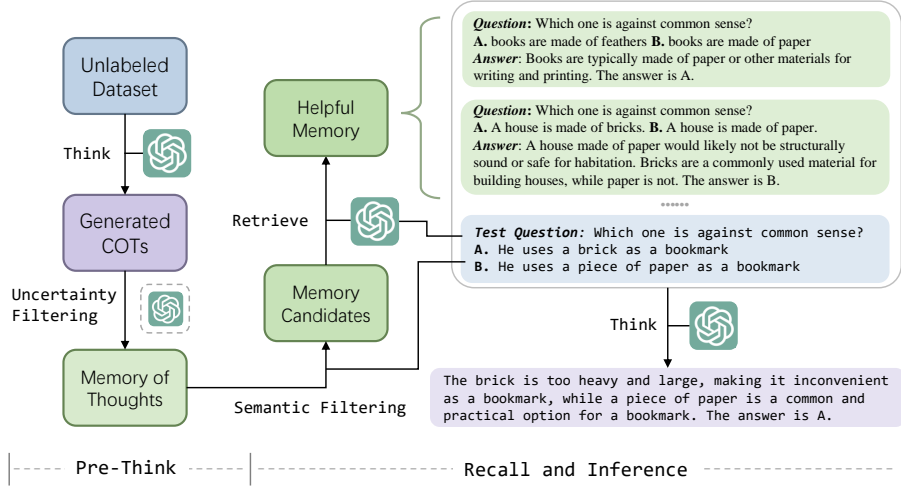 Unlabeled
Dataset
Think
Generated
COTs
Uncertainty
Filtering
Memory of
Thoughts
Helpful
Memory
Retrieve
Memory
Candidates
Semantic Filtering
Question: Which one is against common sense?
A. books are made of feathers B. books are made of paper
Answer: Books are typically made of paper or other materials for
writing and printing. The answer is A.
Question: Which one is against common sense?
A. A house is made of bricks. B. A house is made of paper.
Answer: A house made of paper would likely not be structurally
sound or safe for habitation. Bricks are a commonly used material for
building houses, while paper is not. The answer is B.
......
Test Question: Which one is against common sense?
A. He uses a brick as a bookmark
B. He uses a piece of paper as a bookmark
Think
The brick is too heavy and large, making it inconvenient
as a bookmark, while a piece of paper is a common and
practical option for a bookmark. The answer is A.
Pre-Think
Recall and Inference